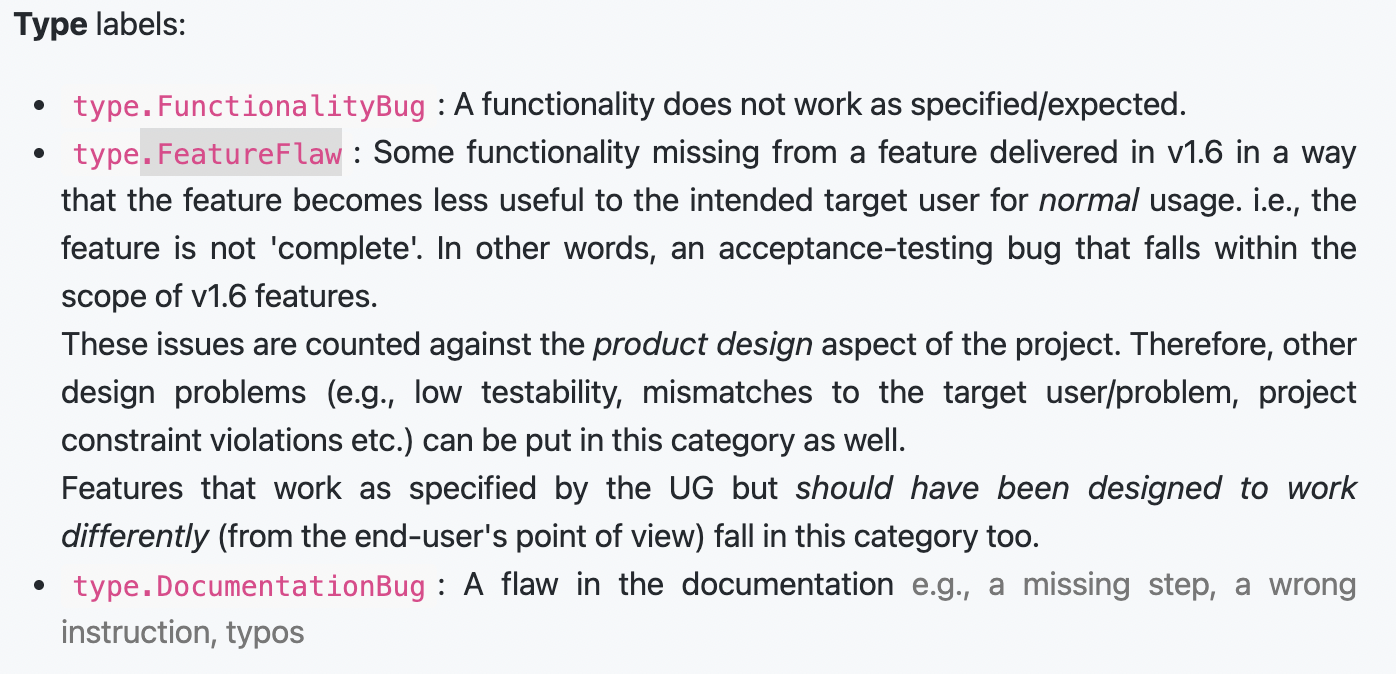 Type labels:
• type.FunctionalityBug : A functionality does not work as specified/expected.
• type.FeatureFlaw : Some functionality missing from a feature delivered in v1.6 in a way
that the feature becomes less useful to the intended target user for normal usage. i.e., the
feature is not 'complete'. In other words, an acceptance-testing bug that falls within the
scope of v1.6 features.
These issues are counted against the product design aspect of the project. Therefore, other
design problems (e.g., low testability, mismatches to the target user/problem, project
constraint violations etc.) can be put in this category as well.
Features that work as specified by the UG but should have been designed to work
differently (from the end-user's point of view) fall in this category too.
• type.DocumentationBug : A flaw in the documentation e.g., a missing step, a wrong
instruction, typos